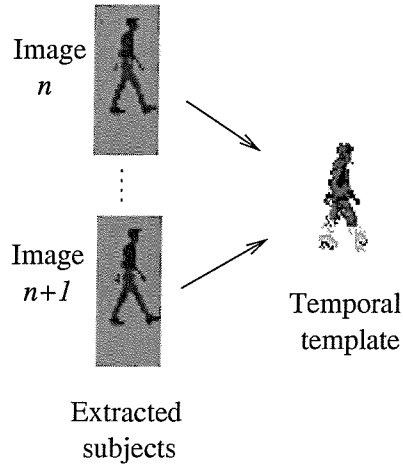 Image
n
Image
n+1
Temporal
template
Extracted
subjects